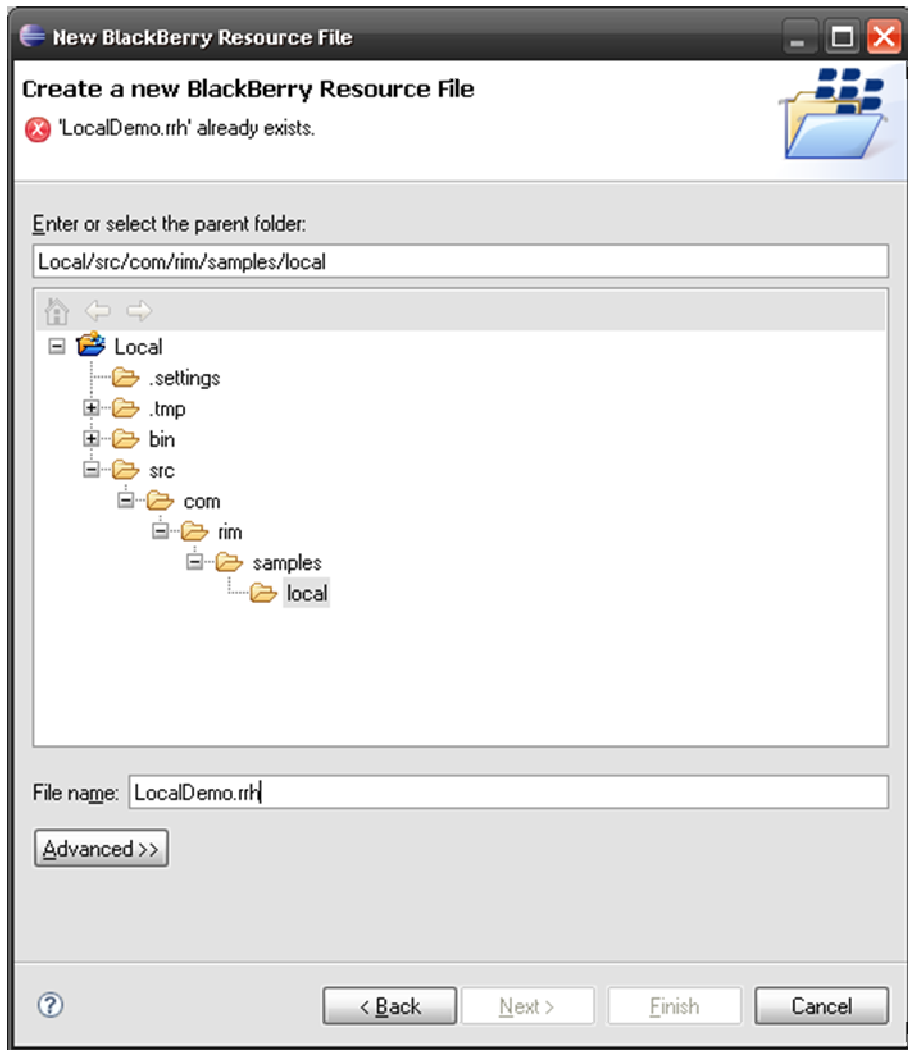 New BlackBerry Resource File
Create a new BlackBerry Resource File
'LocalDemo.rrh' already exists.
Enter or select the parent folder:
Local/src/com/rim/samples/local
Local
.settings
.tmp
bin
src
com
rim
samples
local
File name: LocalDemo.rrh
Advanced >>
? < Back Next > Finish Cancel